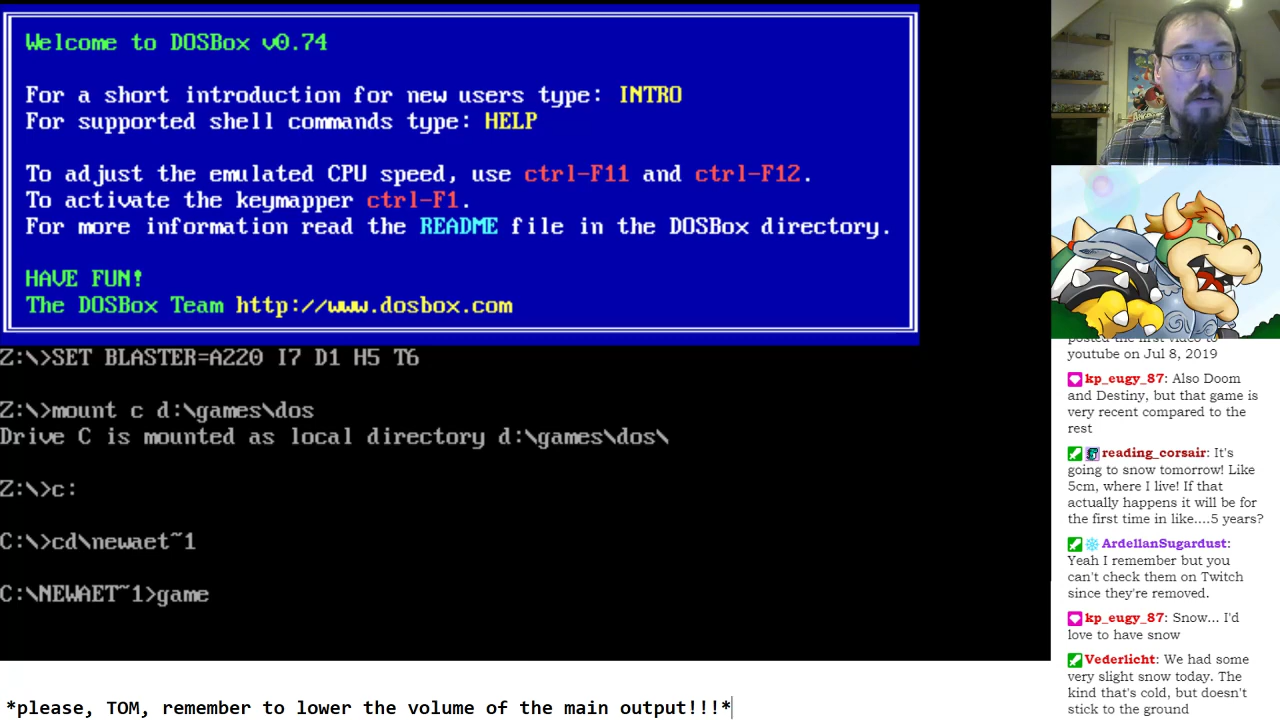 Welcome to DOSBox v0.74
For a short introduction for new users type: INTRO
For supported shell commands type: HELP
To adjust the emulated CPU speed, use ctrl-F11 and ctrl-F12.
To activate the keymapper ctrl-F1.
For more information read the README file in the DOSBox directory.
HAVE FUN!
The DOSBox Team http://www.dosbox.com
Z:\>SET BLASTER=A220 I7 D1 H5 T6
Z:\>mount c d:\games\dos
Drive C is mounted as local directory d:\games\dos\
Z:\>c:
C:\>cd\newaet~1
C:\NEWAET~1>game
*please, TOM, remember to lower the volume of the main output!!!*
posted the first video to
youtube on Jul 8, 2019
kp_eugy_87: Also Doom
and Destiny, but that game is
very recent compared to the
rest
reading_corsair: It's
going to snow tomorrow! Like
5cm, where I live! If that
actually happens it will be for
the first time in like....5 years?
ArdellanSugardust:
Yeah I remember but you
can't check them on Twitch
since they're removed.
kp_eugy_87: Snow... I'd
love to have snow
Vederlicht: We had some
very slight snow today. The
kind that's cold, but doesn't
stick to the ground